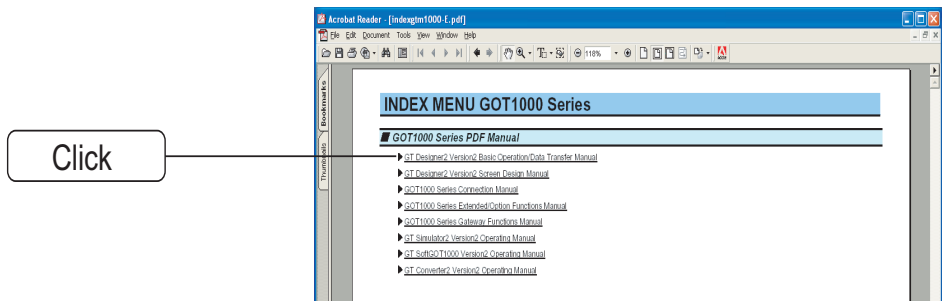 Acrobat Reader - [indexgtm1000-E.pdf]
File Edit Document Tools View Window Help
118%
Bookmarks
Thumbnails
INDEX MENU GOT1000 Series
GOT1000 Series PDF Manual
Click
GT Designer2 Version2 Basic Operation/Data Transfer Manual
GT Designer2 Version2 Screen Design Manual
GOT1000 Series Connection Manual
GOT1000 Series Extended/Option Functions Manual
GOT1000 Series Gateway Functions Manual
GT Simulator2 Version2 Operating Manual
GT SoftGOT1000 Version2 Operating Manual
GT Converter2 Version2 Operating Manual